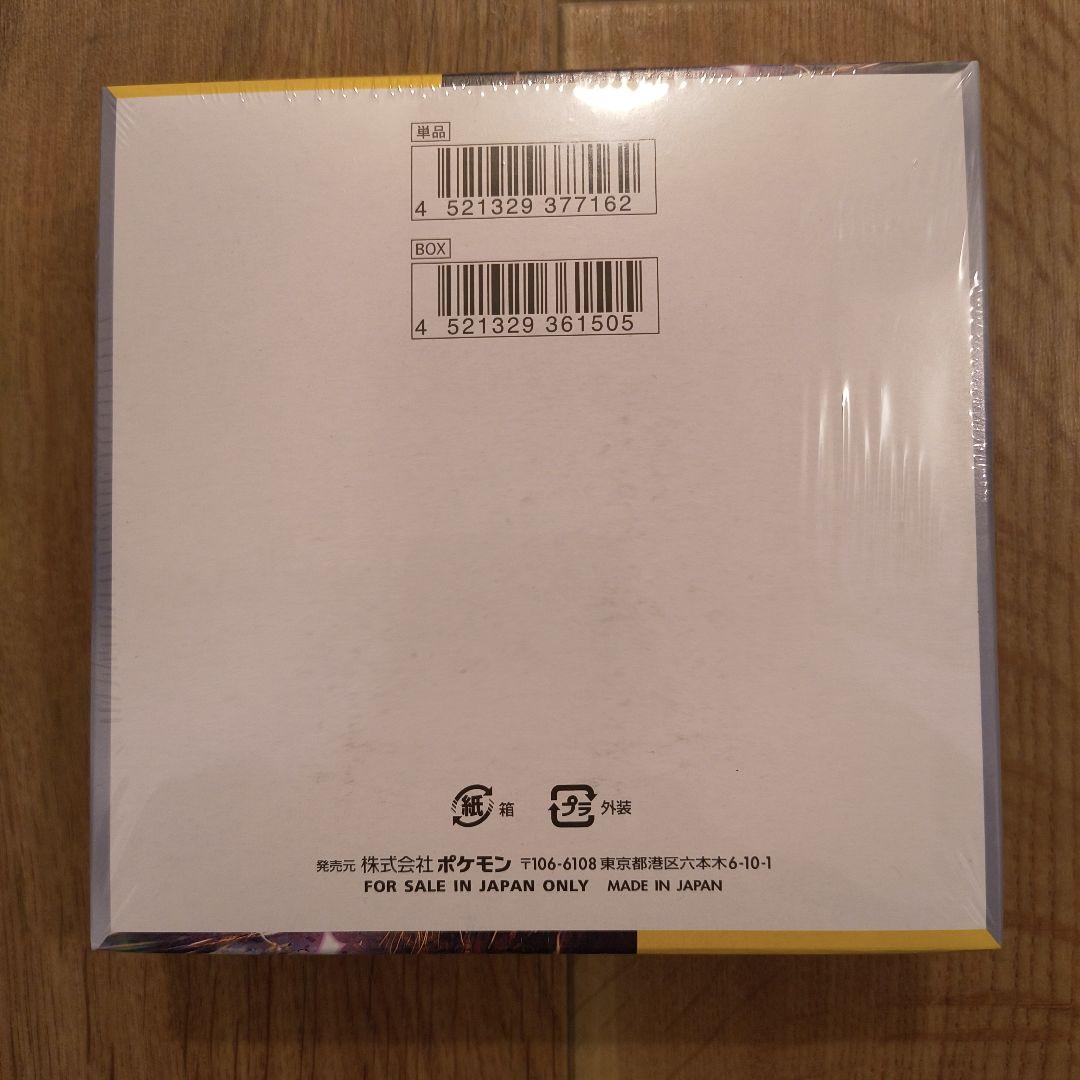 単品
4 521329 377162
BOX
4 521329 361505
紙 箱 プラ 外装
発売元 株式会社 ポケモン 〒106-6108 東京都港区六本木6-10-1
FOR SALE IN JAPAN ONLY MADE IN JAPAN